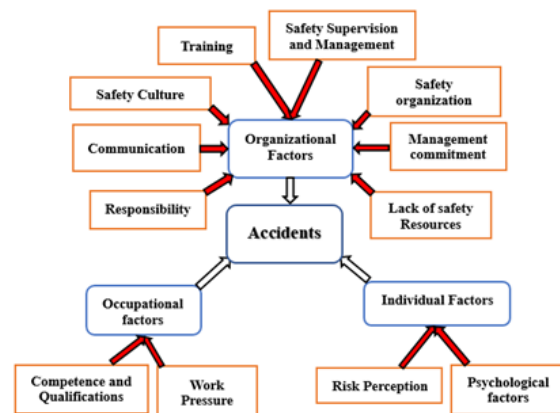 Safety Supervision
and Management
Training
Safety Culture
Safety
organization
Communication
Organizational
Factors
Management
commitment
Responsibility
Lack of safety
Resources
Accidents
Occupational
factors
Individual Factors
Competence and
Qualifications
Work
Pressure
Risk Perception
Psychological
factors